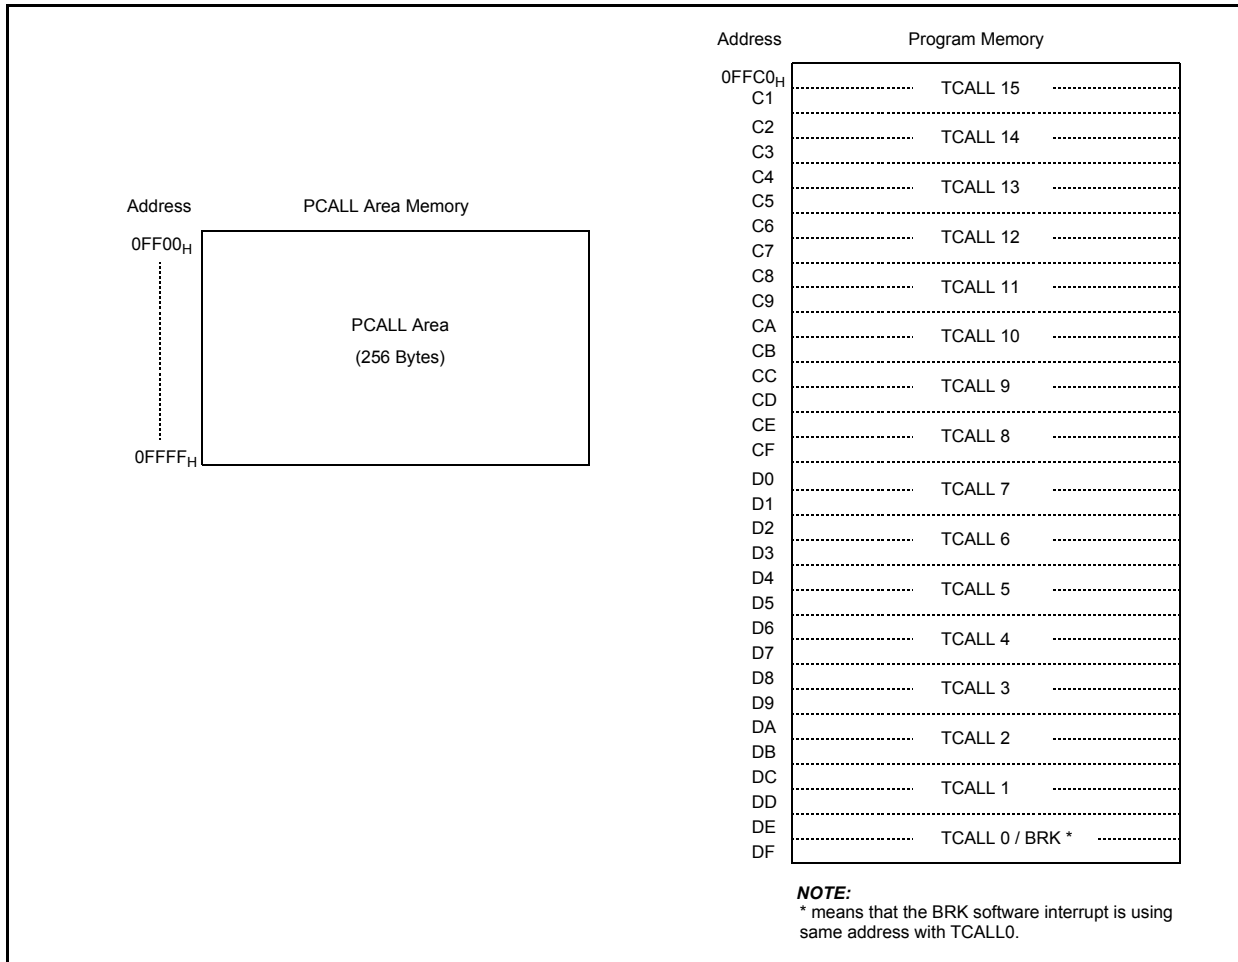 Address PCALL Area Memory
0FF00H
PCALL Area
(256 Bytes)
0FFFFH
Address Program Memory
0FFC0H
TCALL 15
C1
C2
TCALL 14
C3
C4
TCALL 13
C5
C6
TCALL 12
C7
C8
TCALL 11
C9
CA
TCALL 10
CB
CC
TCALL 9
CD
CE
TCALL 8
CF
D0
TCALL 7
D1
D2
TCALL 6
D3
D4
TCALL 5
D5
D6
TCALL 4
D7
D8
TCALL 3
D9
DA
TCALL 2
DB
DC
TCALL 1
DD
DE
TCALL 0 / BRK *
DF
NOTE:
* means that the BRK software interrupt is using
same address with TCALL0.